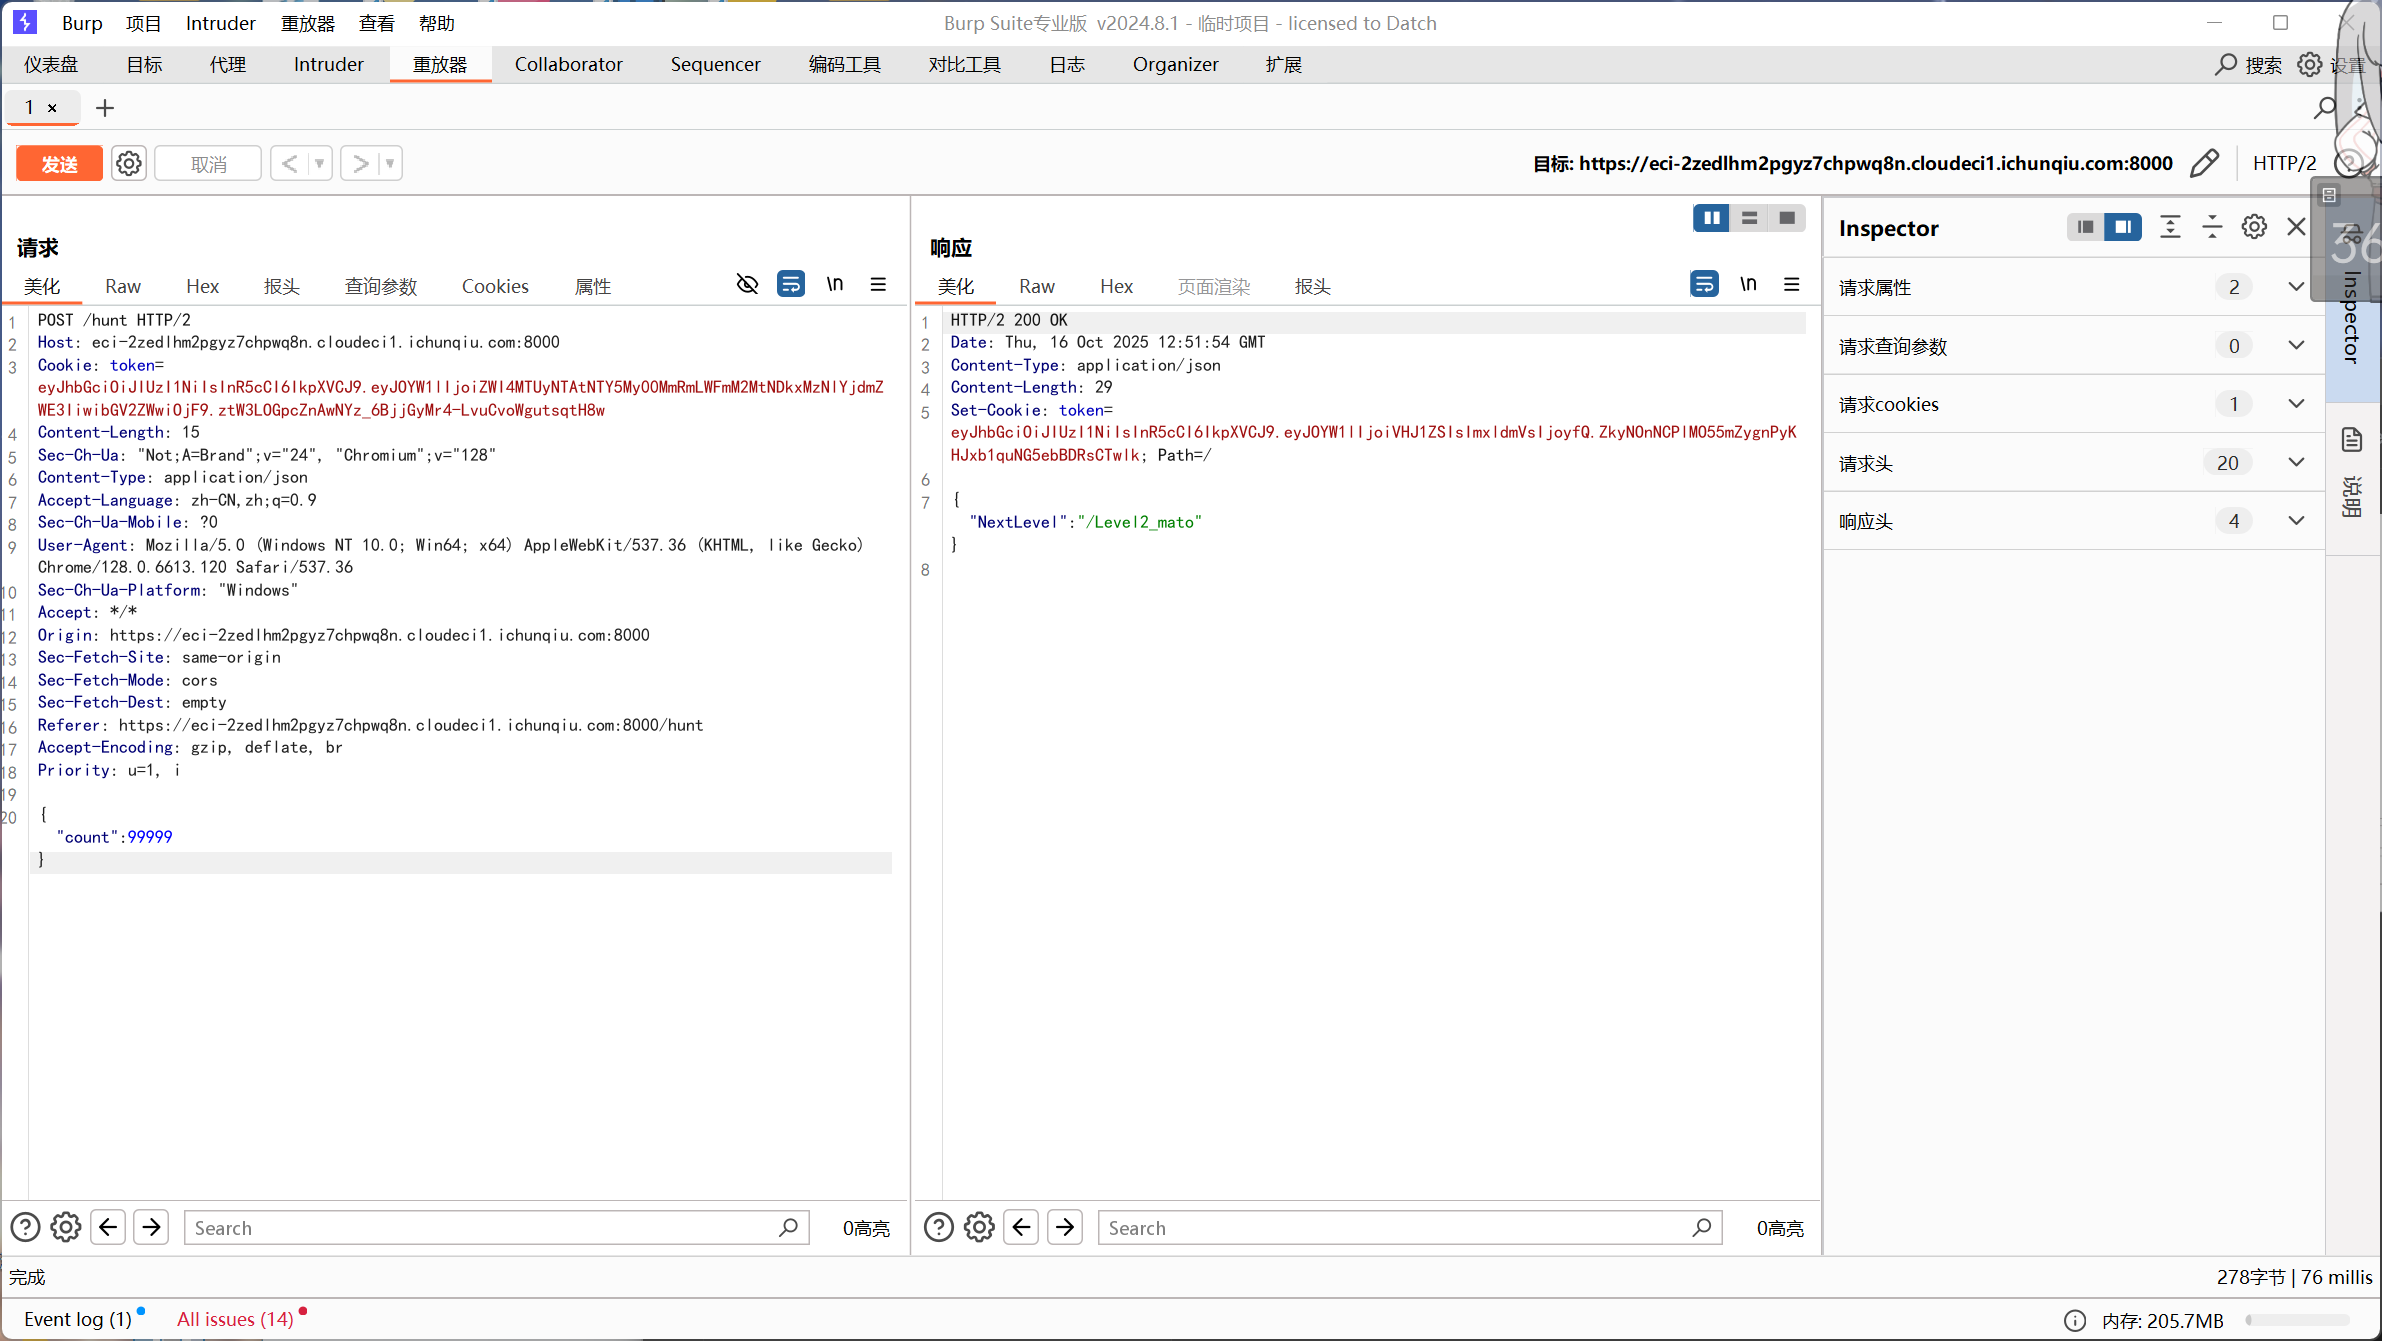 Burp 项目 Intruder 重放器 查看 帮助 Burp Suite专业版 v2024.8.1 - 临时项目 - licensed to Datch
仪表盘 目标 代理 Intruder 重放器 Collaborator Sequencer 编码工具 对比工具 日志 Organizer 扩展 搜索 设置
1 ×
发送 取消 目标: https://eci-2zedlhm2pgyz7chpwq8n.cloudeci1.ichunqiu.com:8000 HTTP/2
请求
美化 Raw Hex 报头 查询参数 Cookies 属性 \n
1 POST /hunt HTTP/2
2 Host: eci-2zedlhm2pgyz7chpwq8n.cloudeci1.ichunqiu.com:8000
3 Cookie: token=
eyJhbGciOiJIUzI1NiIsInR5cCI6IkpXVCJ9.eyJOYW1lIjoiZWI4MTUyNTAtNTY5My00MmRmLWFmM2MtNDkxMzNlYjdmZ
WE3IiwibGV2ZWwiOjF9.ztW3LOGpcZnAwNYz_6BjjGyMr4-LvuCvoWgutsqtH8w
4 Content-Length: 15
5 Sec-Ch-Ua: "Not;A=Brand";v="24", "Chromium";v="128"
6 Content-Type: application/json
7 Accept-Language: zh-CN,zh;q=0.9
8 Sec-Ch-Ua-Mobile: ?0
9 User-Agent: Mozilla/5.0 (Windows NT 10.0; Win64; x64) AppleWebKit/537.36 (KHTML, like Gecko)
Chrome/128.0.6613.120 Safari/537.36
10 Sec-Ch-Ua-Platform: "Windows"
11 Accept: */*
12 Origin: https://eci-2zedlhm2pgyz7chpwq8n.cloudeci1.ichunqiu.com:8000
13 Sec-Fetch-Site: same-origin
14 Sec-Fetch-Mode: cors
15 Sec-Fetch-Dest: empty
16 Referer: https://eci-2zedlhm2pgyz7chpwq8n.cloudeci1.ichunqiu.com:8000/hunt
17 Accept-Encoding: gzip, deflate, br
18 Priority: u=1, i
19
20 {
"count":99999
}
Search 0高亮
响应
美化 Raw Hex 页面渲染 报头 \n
1 HTTP/2 200 OK
2 Date: Thu, 16 Oct 2025 12:51:54 GMT
3 Content-Type: application/json
4 Content-Length: 29
5 Set-Cookie: token=
eyJhbGciOiJIUzI1NiIsInR5cCI6IkpXVCJ9.eyJOYW1lIjoiVHJ1ZSIsImxldmVsIjoyfQ.ZkyNOnNCPlMO55mZygnPyK
HJxb1quNG5ebBDRsCTwlk; Path=/
6
7 {
"NextLevel":"/Level2_mato"
}
8
Search 0高亮
Inspector
请求属性 2
请求查询参数 0
请求cookies 1
请求头 20
响应头 4
36
Inspector
说明
完成 278字节 | 76 millis
Event log (1) All issues (14) 内存: 205.7MB